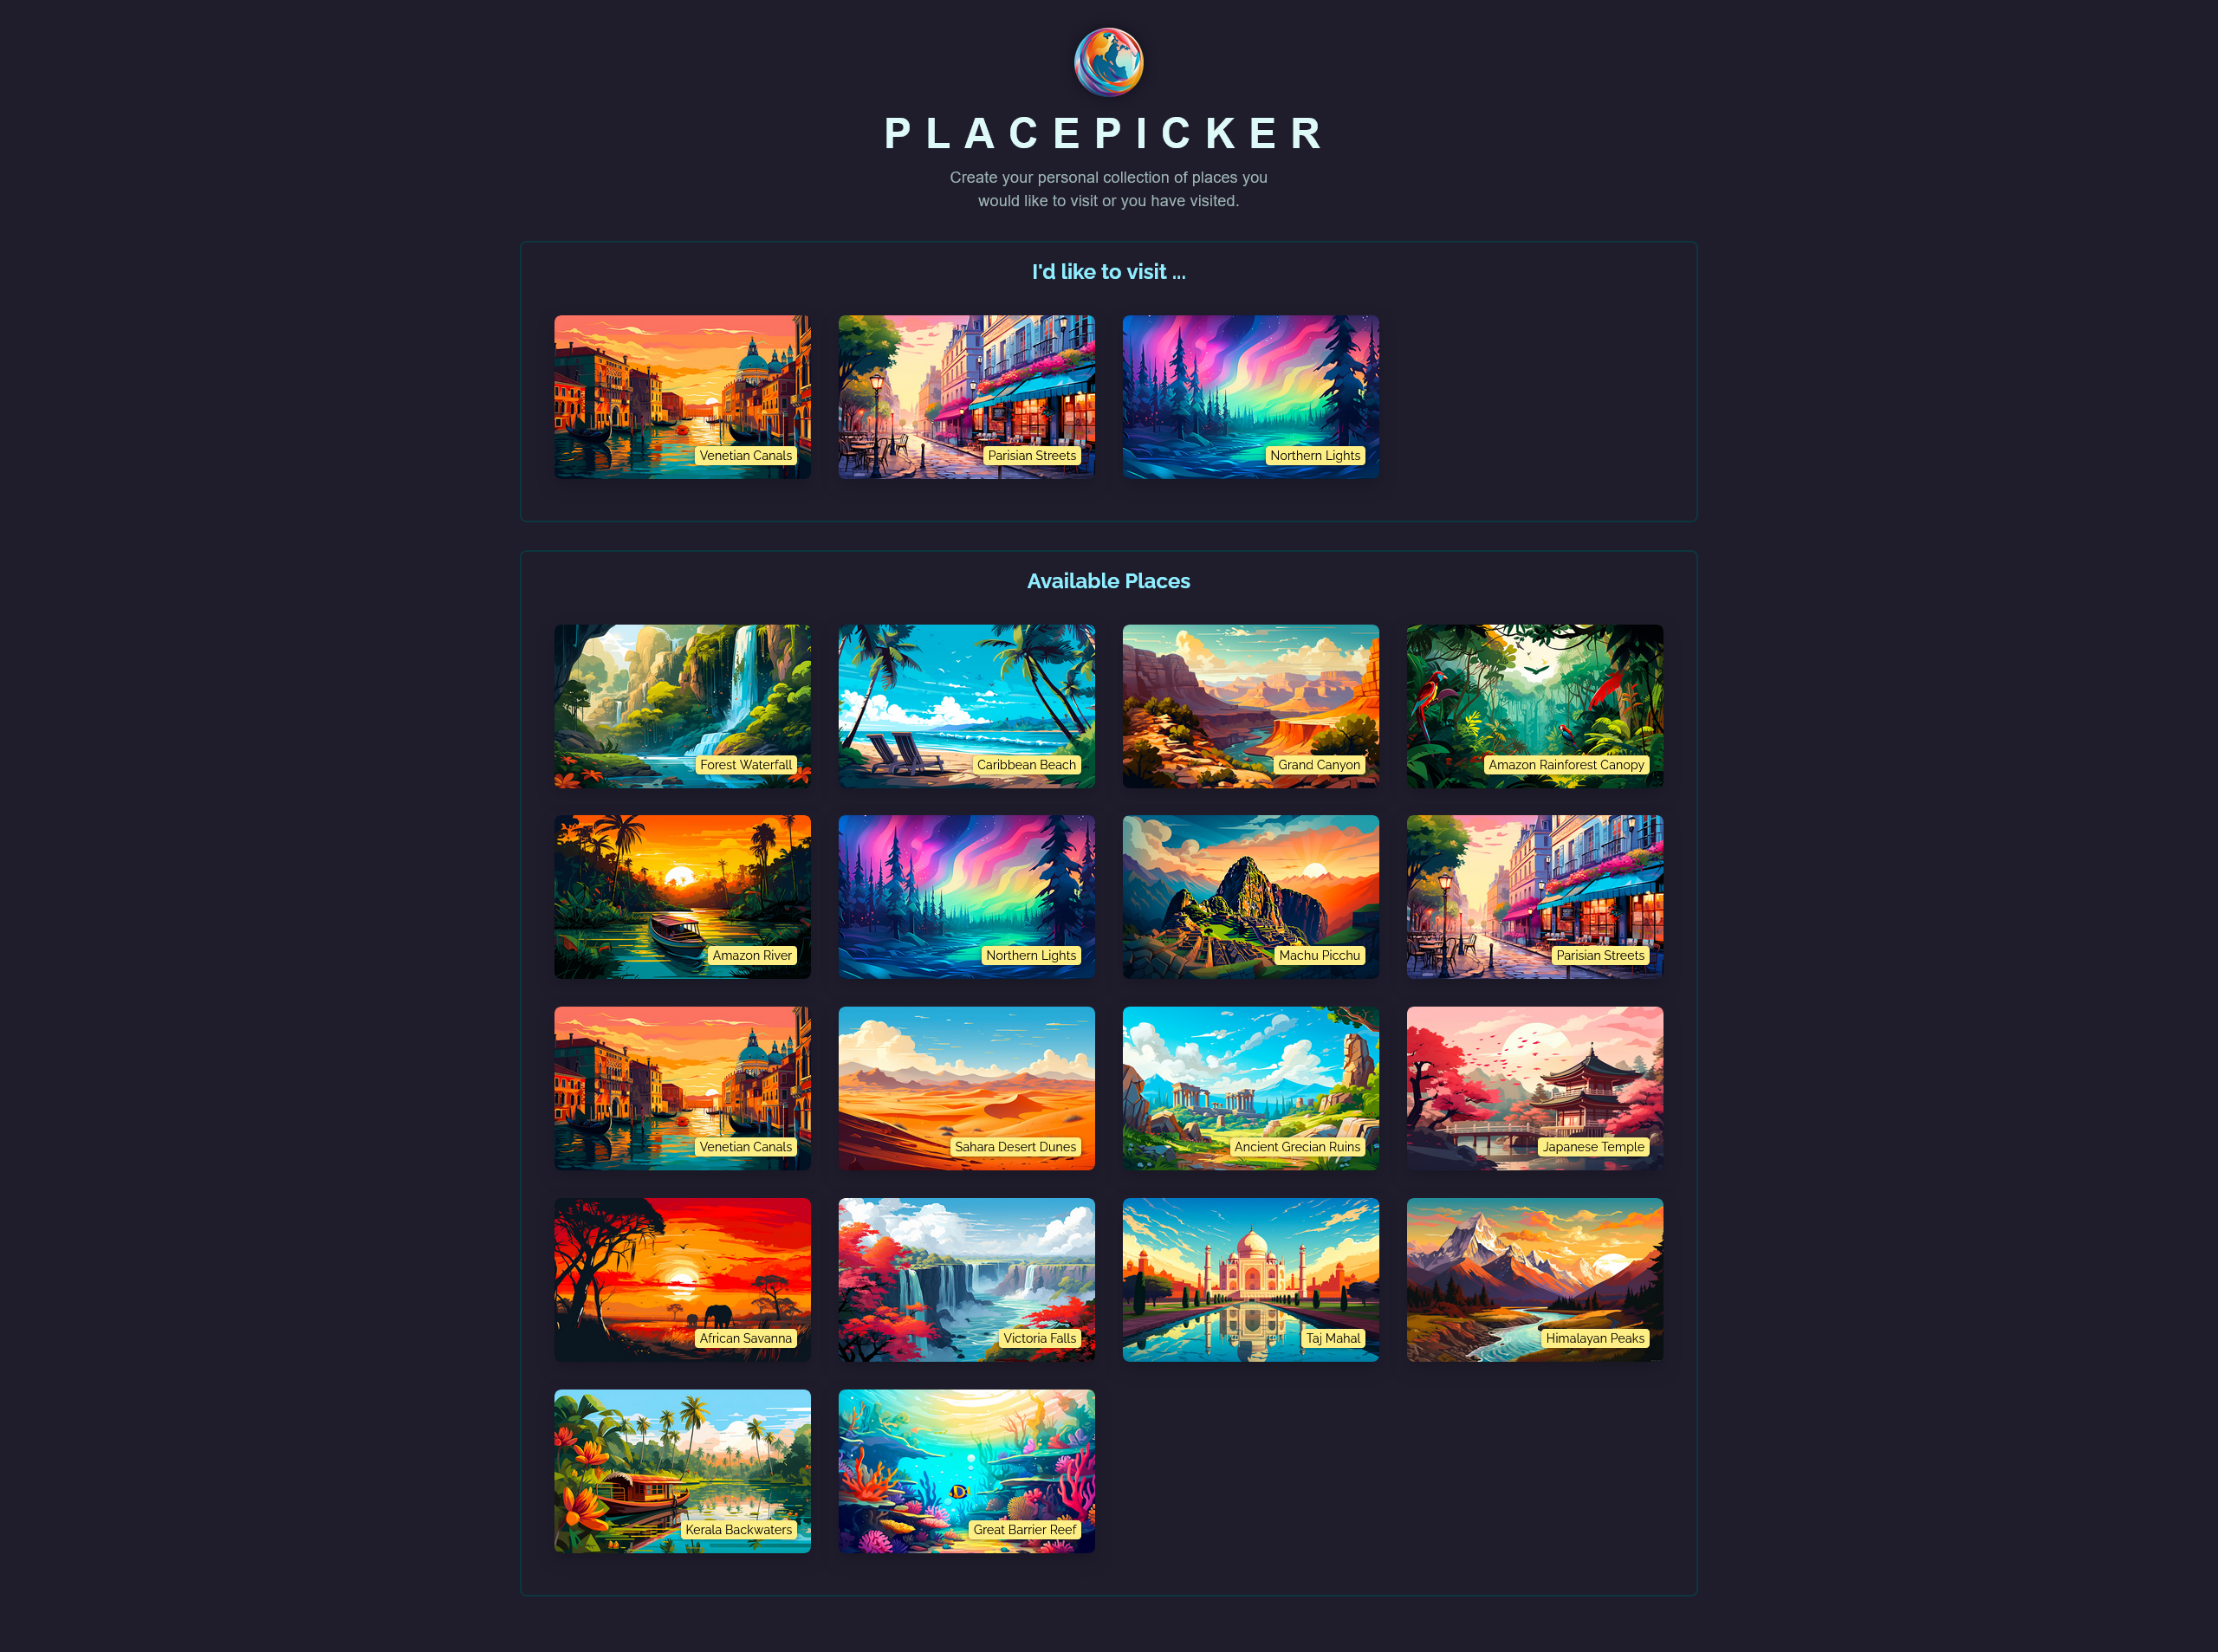 PLACEPICKER
Create your personal collection of places you
would like to visit or you have visited.
I'd like to visit ...
Venetian Canals
Parisian Streets
Northern Lights
Available Places
Forest Waterfall
Caribbean Beach
Grand Canyon
Amazon Rainforest Canopy
Amazon River
Northern Lights
Machu Picchu
Parisian Streets
Venetian Canals
Sahara Desert Dunes
Ancient Grecian Ruins
Japanese Temple
African Savanna
Victoria Falls
Taj Mahal
Himalayan Peaks
Kerala Backwaters
Great Barrier Reef